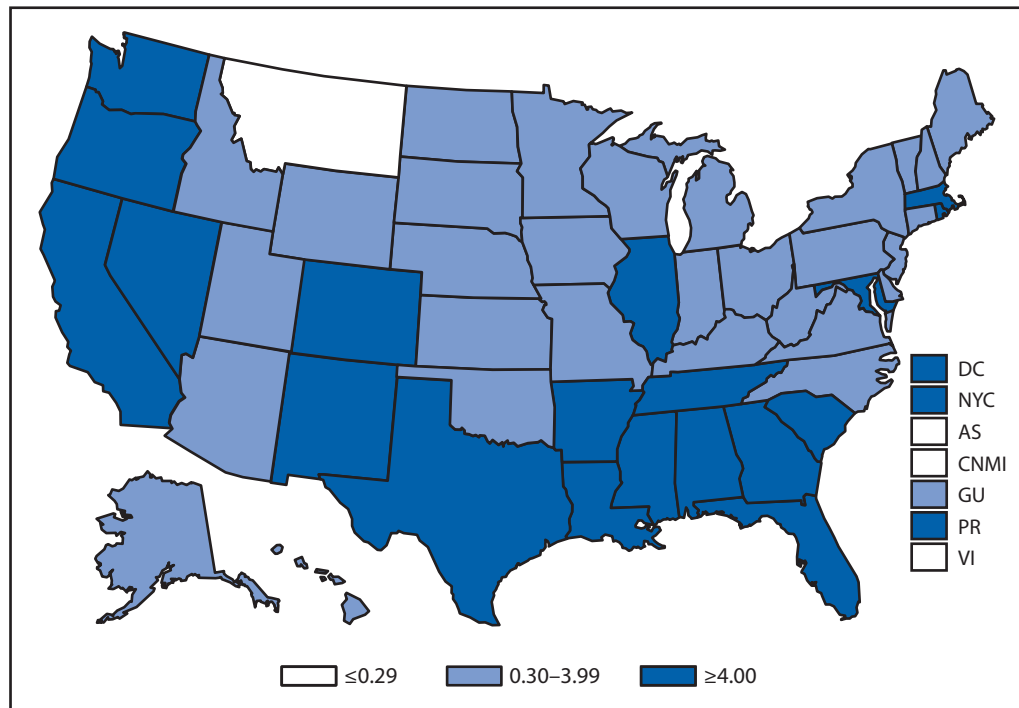 DC
NYC
AS
CNMI
GU
PR
VI
≤0.29
0.30–3.99
≥4.00